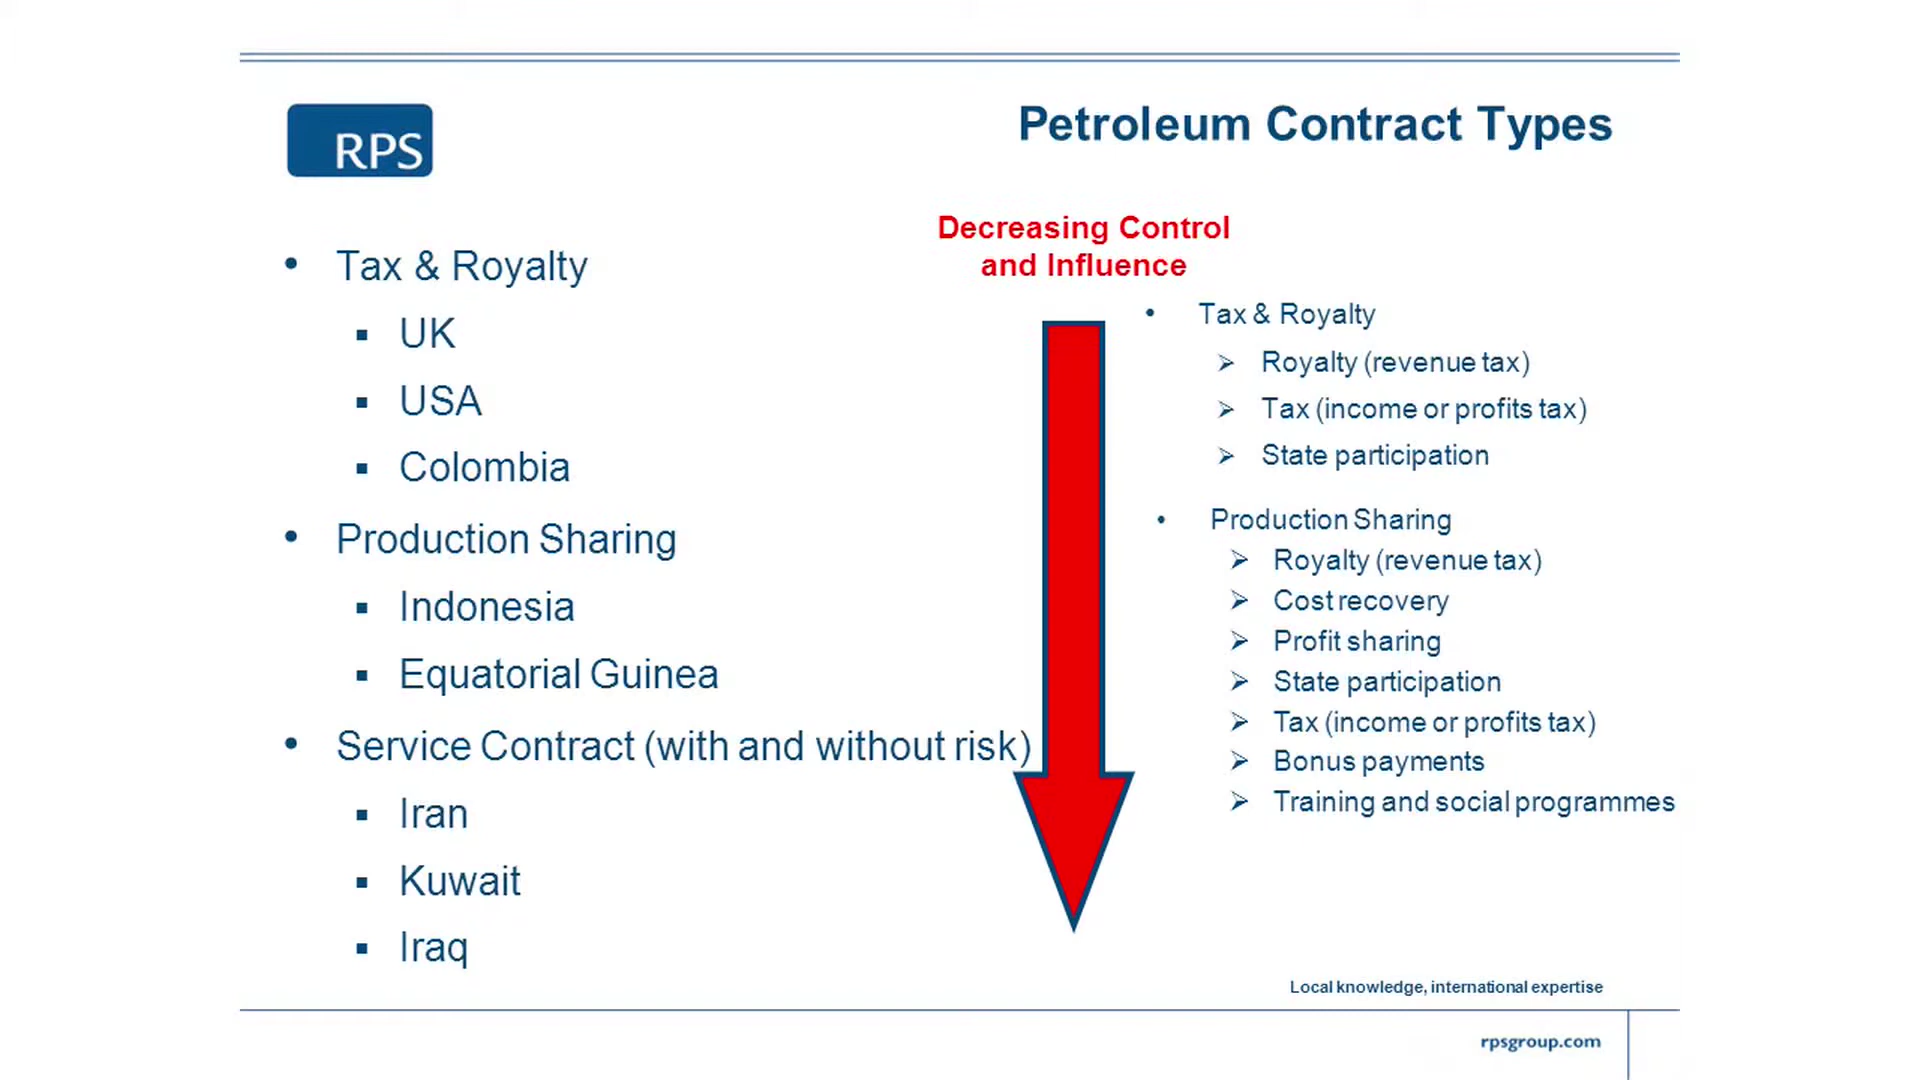 RPS
Petroleum Contract Types
• Tax & Royalty
▪ UK
▪ USA
▪ Colombia
• Production Sharing
▪ Indonesia
▪ Equatorial Guinea
• Service Contract (with and without risk)
▪ Iran
▪ Kuwait
▪ Iraq
Decreasing Control
and Influence
• Tax & Royalty
➢ Royalty (revenue tax)
➢ Tax (income or profits tax)
➢ State participation
• Production Sharing
➢ Royalty (revenue tax)
➢ Cost recovery
➢ Profit sharing
➢ State participation
➢ Tax (income or profits tax)
➢ Bonus payments
➢ Training and social programmes
Local knowledge, international expertise
rpsgroup.com